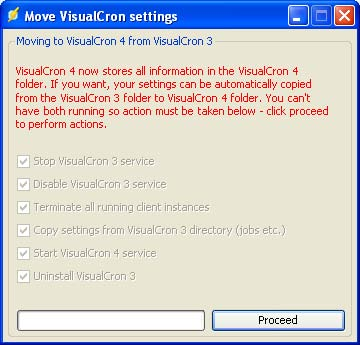 Move VisualCron settings
Moving to VisualCron 4 from VisualCron 3
VisualCron 4 now stores all information in the VisualCron 4
folder. If you want, your settings can be automatically copied
from the VisualCron 3 folder to VisualCron 4 folder. You can't
have both running so action must be taken below - click proceed
to perform actions.
Stop VisualCron 3 service
Disable VisualCron 3 service
Terminate all running client instances
Copy settings from VisualCron 3 directory (jobs etc.)
Start VisualCron 4 service
Uninstall VisualCron 3
Proceed